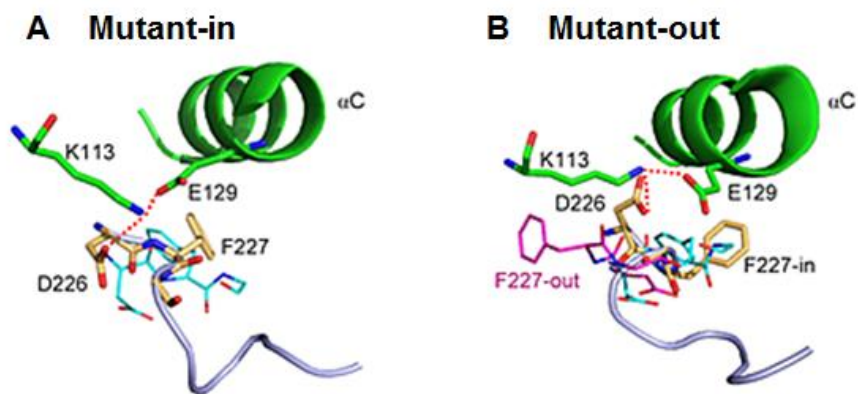 A Mutant-in
αC
K113
E129
D226
F227
B Mutant-out
αC
K113
E129
D226
F227-out
F227-in